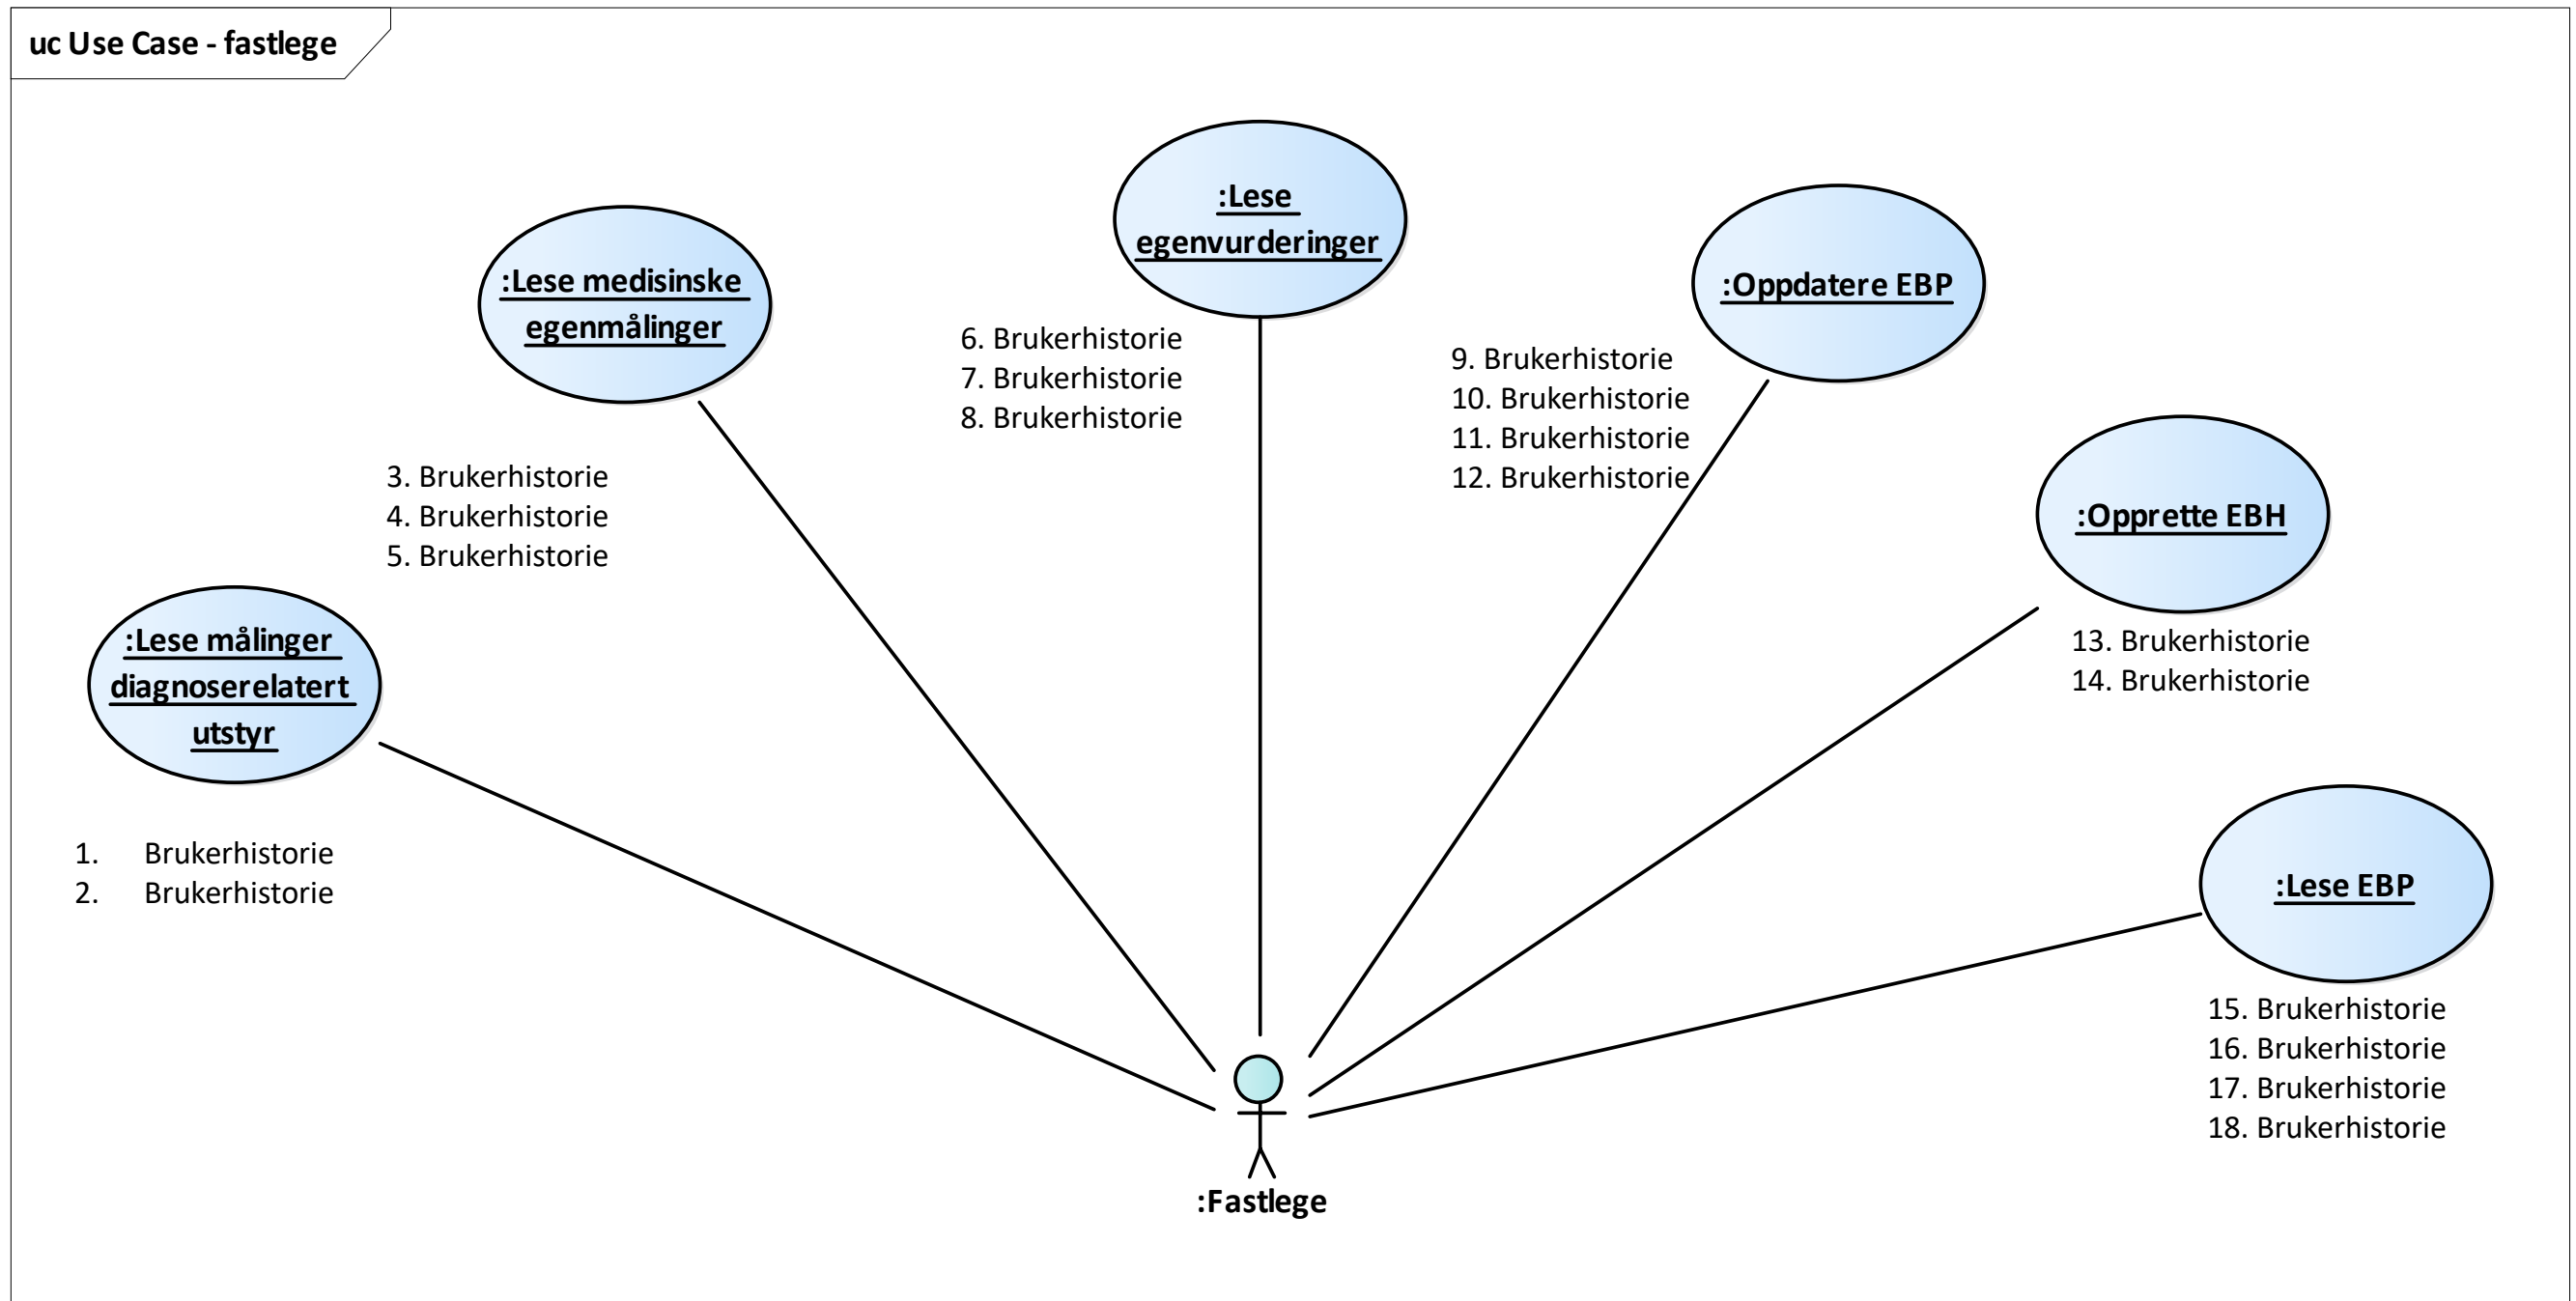 uc Use Case - fastlege
:Lese
egenvurderinger
6. Brukerhistorie
7. Brukerhistorie
8. Brukerhistorie
:Lese medisinske
egenmålinger
3. Brukerhistorie
4. Brukerhistorie
5. Brukerhistorie
:Oppdatere EBP
9. Brukerhistorie
10. Brukerhistorie
11. Brukerhistorie
12. Brukerhistorie
:Opprette EBH
13. Brukerhistorie
14. Brukerhistorie
:Lese målinger
diagnoserelatert
utstyr
1. Brukerhistorie
2. Brukerhistorie
:Lese EBP
15. Brukerhistorie
16. Brukerhistorie
17. Brukerhistorie
18. Brukerhistorie
:Fastlege